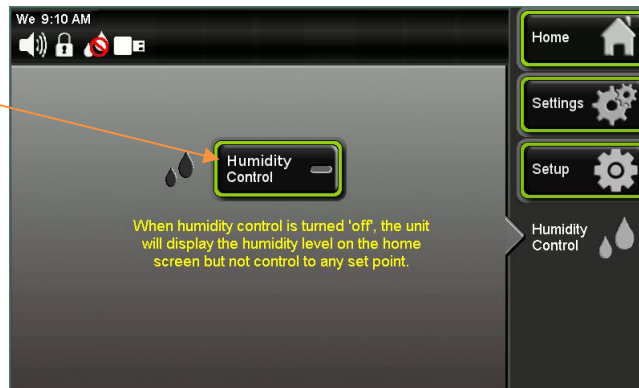 We 9:10 AM
Home
Settings
Setup
Humidity
Control
Humidity
Control
When humidity control is turned 'off', the unit
will display the humidity level on the home
screen but not control to any set point.